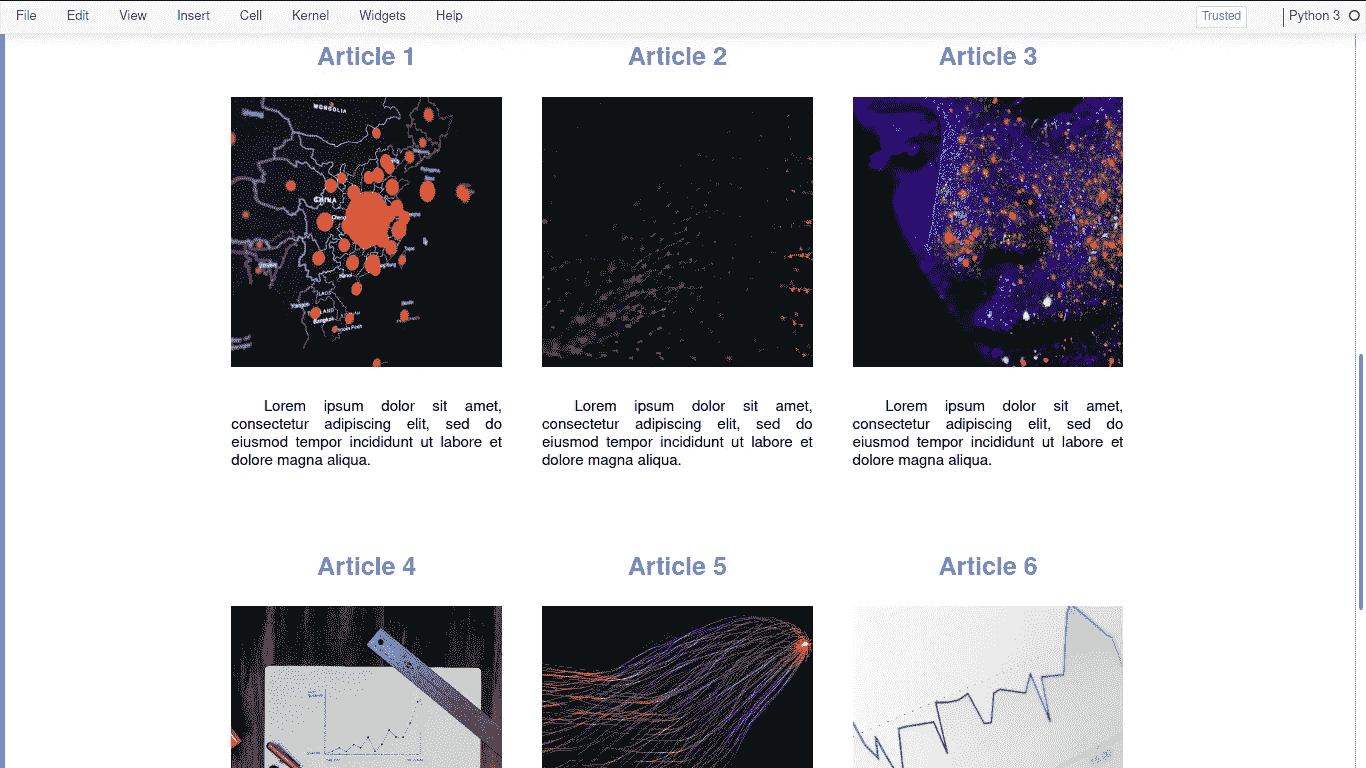 File Edit View Insert Cell Kernel Widgets Help Trusted Python 3
Article 1 Article 2 Article 3
MONGOLIA
CHINA
Hanoi
LAOS
Yangon
Bangkok
Lorem ipsum dolor sit amet,
consectetur adipiscing elit, sed do
eiusmod tempor incididunt ut labore et
dolore magna aliqua.
Lorem ipsum dolor sit amet,
consectetur adipiscing elit, sed do
eiusmod tempor incididunt ut labore et
dolore magna aliqua.
Lorem ipsum dolor sit amet,
consectetur adipiscing elit, sed do
eiusmod tempor incididunt ut labore et
dolore magna aliqua.
Article 4 Article 5 Article 6